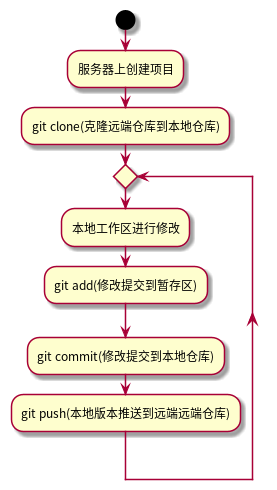 服务器上创建项目
git clone(克隆远端仓库到本地仓库)
本地工作区进行修改
git add(修改提交到暂存区)
git commit(修改提交到本地仓库)
git push(本地版本推送到远端远端仓库)